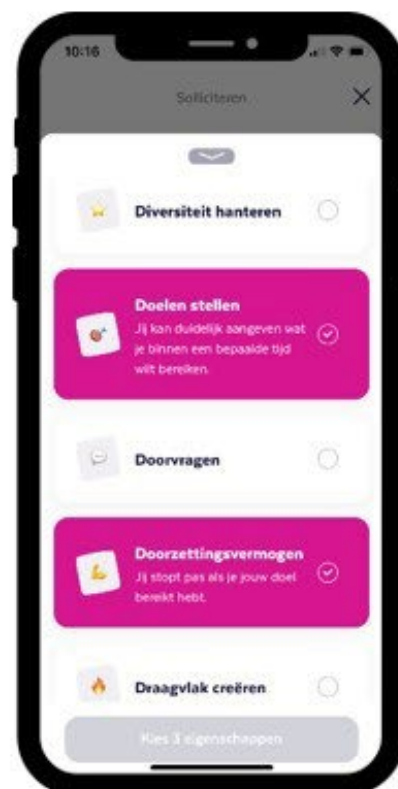 10:16
Solliciteren
Diversiteit hanteren
Doelen stellen
Jij kan duidelijk aangeven wat
je binnen een bepaalde tijd
wilt bereiken.
Doorvragen
Doorzettingsvermogen
Jij stopt pas als je jouw doel
bereikt hebt.
Draagvlak creëren
Kies 3 eigenschappen